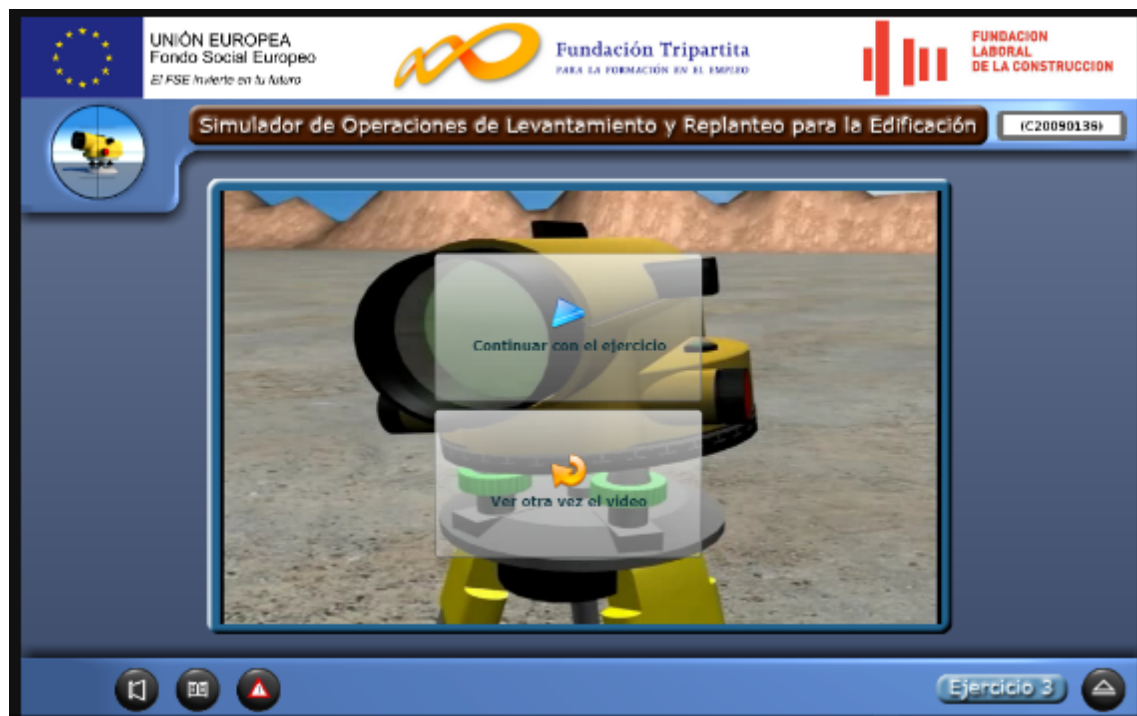 UNIÓN EUROPEA
Fondo Social Europeo
El FSE invierte en tu futuro
Fundación Tripartita
PARA LA FORMACIÓN EN EL EMPLEO
FUNDACION
LABORAL
DE LA CONSTRUCCION
Simulador de Operaciones de Levantamiento y Replanteo para la Edificación
(C20090136)
Continuar con el ejercicio
Ver otra vez el video
Ejercicio 3